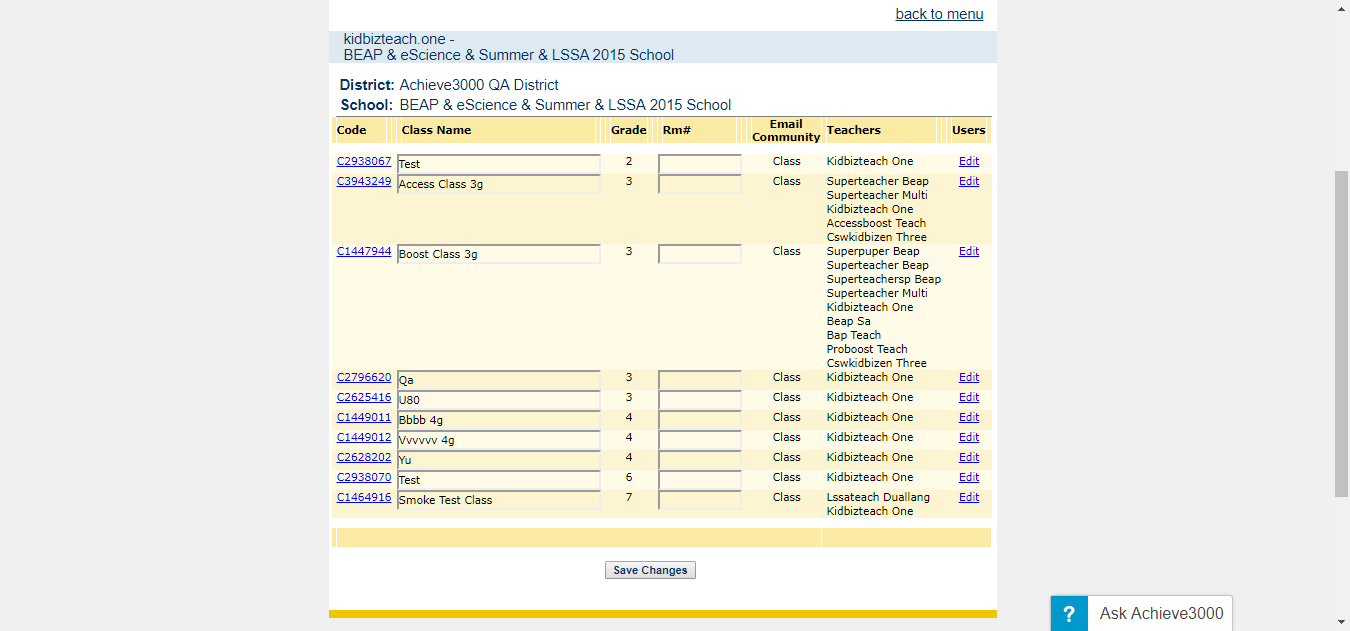 back to menu
kidbizteach.one -
BEAP & eScience & Summer & LSSA 2015 School
District: Achieve3000 QA District
School: BEAP & eScience & Summer & LSSA 2015 School
Code Class Name Grade Rm# Email Community Teachers Users
C2938067 Test 2 Class Kidbizteach One Edit
C3943249 Access Class 3g 3 Class Superteacher Beap Edit
Superteacher Multi
Kidbizteach One
Accessboost Teach
Cswkidbizen Three
C1447944 Boost Class 3g 3 Class Superpuper Beap Edit
Superteacher Beap
Superteachersp Beap
Superteacher Multi
Kidbizteach One
Beap Sa
Bap Teach
Proboost Teach
Cswkidbizen Three
C2796620 Qa 3 Class Kidbizteach One Edit
C2625416 U80 3 Class Kidbizteach One Edit
C1449011 Bbbb 4g 4 Class Kidbizteach One Edit
C1449012 Vvvvvv 4g 4 Class Kidbizteach One Edit
C2628202 Yu 4 Class Kidbizteach One Edit
C2938070 Test 6 Class Kidbizteach One Edit
C1464916 Smoke Test Class 7 Class Lssateach Duallang Edit
Kidbizteach One
Save Changes
? Ask Achieve3000